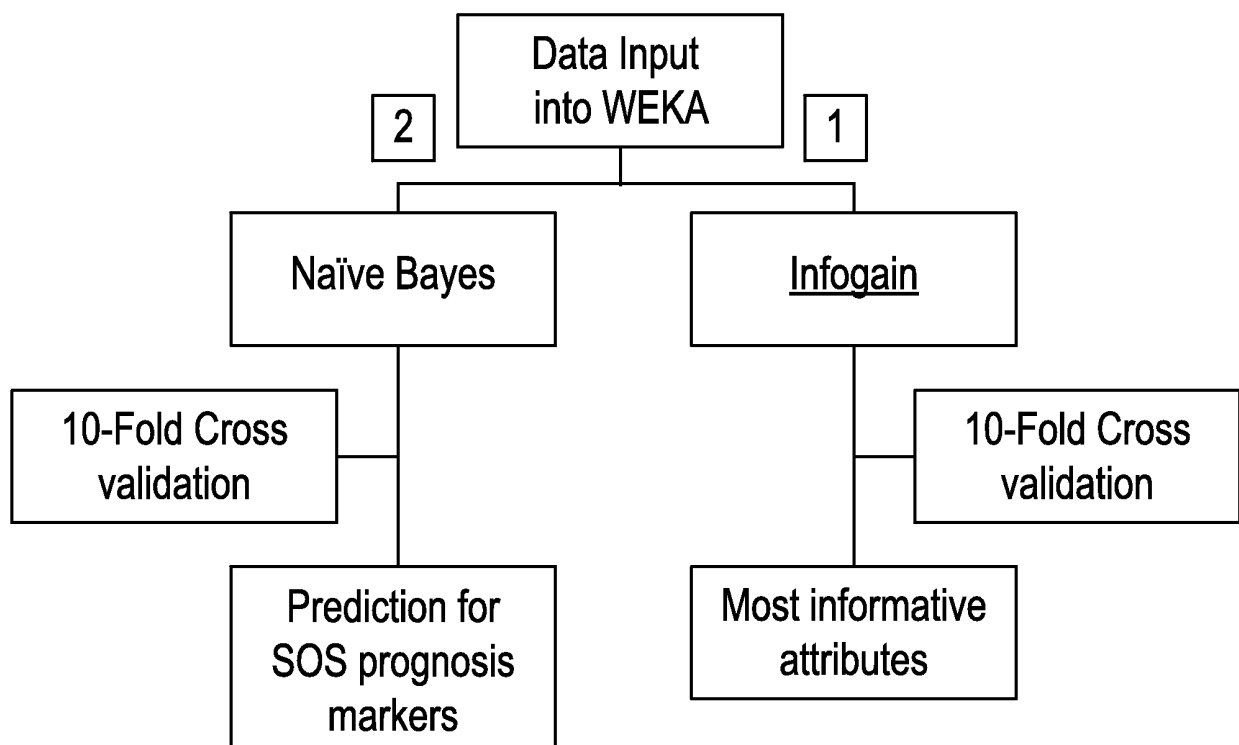 Data Input
into WEKA
2
1
Naïve Bayes
Infogain
10-Fold Cross
validation
10-Fold Cross
validation
Prediction for
SOS prognosis
markers
Most informative
attributes